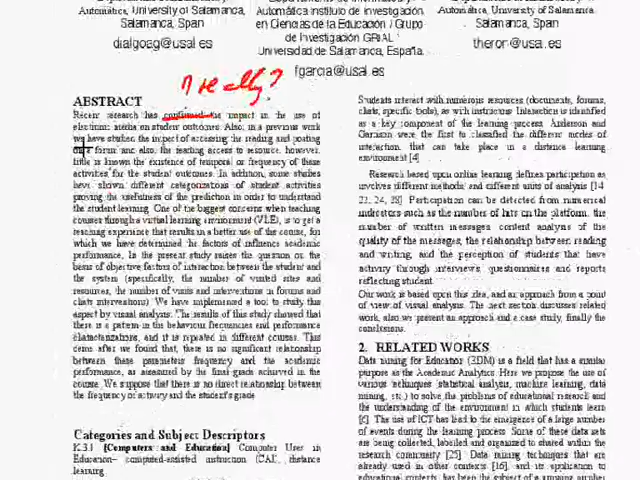 Automática, University of Salamanca,
Salamanca, Spain
dialgoag@usal.es
Automática Instituto de Investigación
en Ciencias de la Educación / Grupo
de Investigación GRIAL
Universidad de Salamanca, España.
fgarcia@usal.es
Automática, University of Salamanca
Salamanca, Spain
theron@usal.es
really?
ABSTRACT
Recent research has confirmed the impact in the use of
electronic media on student outcomes. Also, in a previous work
we have studies the impact of accessing the reading and posting
forum and also, the reading access to resource, however,
little is known the existence of temporal or frequency of these
activities for the student outcomes. In addition, some studies
have shown different categorizations of student activities
proving the usefulness of the prediction in order to understand
the student learning. One of the biggest concerns when teaching
courses through a virtual learning environment (VLE), is to get a
teaching experience that results in a better use of the course, for
which we have determined the factors of influence academic
performance. In the present study raises the question on the
basis of objective factors of interaction between the student and
the system (specifically, the number of visited sites and
resources, the number of visits and interventions in forums and
chats interventions). We have implemented a tool to study this
aspect by visual analysis. The results of this study showed that
there is a pattern in the behaviour frequencies and performance
characterizations, and it is repeated in different courses. This
came after we found that, there is no significant relationship
between these parameters frequency and the academic
performance, as measured by the final grade achieved in the
course. We suppose that there is no direct relationship between
the frequency of activity and the student's grade
Categories and Subject Descriptors
K.3.1 [Computers and Education] Computer Uses in
Education– computed-assisted instruction (CAI), distance
learning
Students interact with numerous resources (documents, forums,
chats, specific tools), as with instructors. Interaction is identified
as a key component of the learning process. Anderson and
Garrison were the first to classified the different modes of
interaction, that can take place in a distance learning
environment [4]
Research based upon online learning defines participation as
involves different methods and different units of analysis [14
Participation can be detected from numerical
indicators such as the number of hits on the platform, the
number of written messages, content analysis of the
quality of the messages, the relationship between reading
and writing, and the perception of students that have
activity through interviews, questionnaires and reports
reflecting student.
Our work is based upon this idea, and an approach from a point
of view of visual analysis. The next section discusses related
work, also we present an approach and a case study, finally the
conclusions.
2. RELATED WORKS
Data mining for Education (EDM) is a field that has a similar
purpose as the Academic Analytics. Here we propose the use of
various techniques (statistical analysis, machine learning, data
mining, etc.) to solve the problems of educational research and
the understanding of the environment in which students learn
[6]. The use of ICT has lead to the emergence of a large number
of events during the learning process. Some of these data sets
are being collected, labelled and organized to shared within the
research community [25]. Data mining techniques that are
already used in other contexts [16], and its application to
educational contexts, has been the subject of a growing number